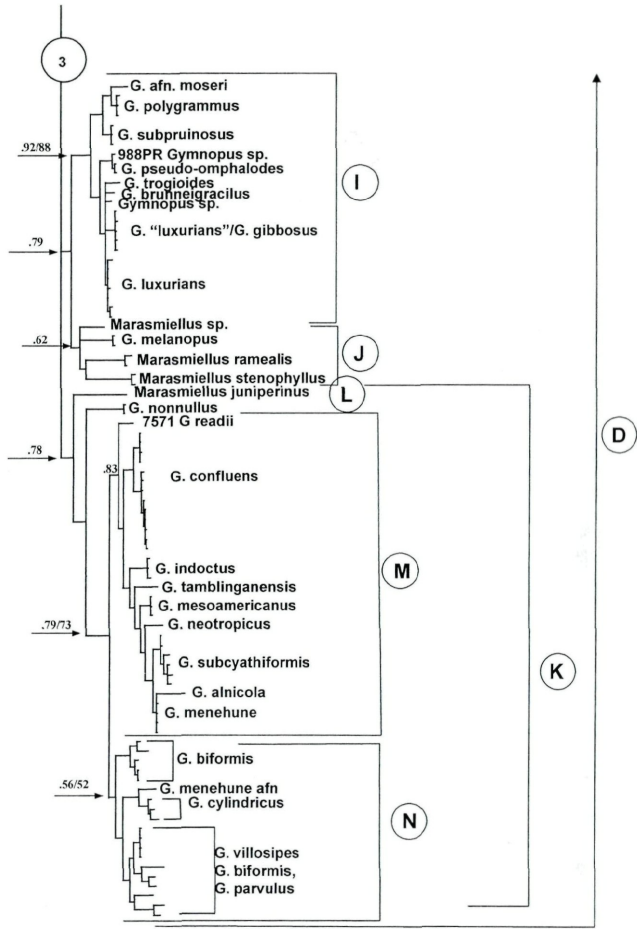 3
G. afn. moseri
G. polygrammus
G. subpruinosus
.92/88
988PR Gymnopus sp.
G. pseudo-omphalodes
G. trogioides
I
G. brunneigracilus
Gymnopus sp.
G. "luxurians"/G. gibbosus
.79
G. luxurians
Marasmiellus sp.
.62
G. melanopus
J
Marasmiellus ramealis
Marasmiellus stenophyllus
Marasmiellus juniperinus
L
G. nonnullus
7571 G readii
D
.78
.83
G. confluens
G. indoctus
M
G. tamblinganensis
G. mesoamericanus
G. neotropicus
.79/73
G. subcyathiformis
K
G. alnicola
G. menehune
G. biformis
.56/52
G. menehune afn
G. cylindricus
N
G. villosipes
G. biformis,
G. parvulus